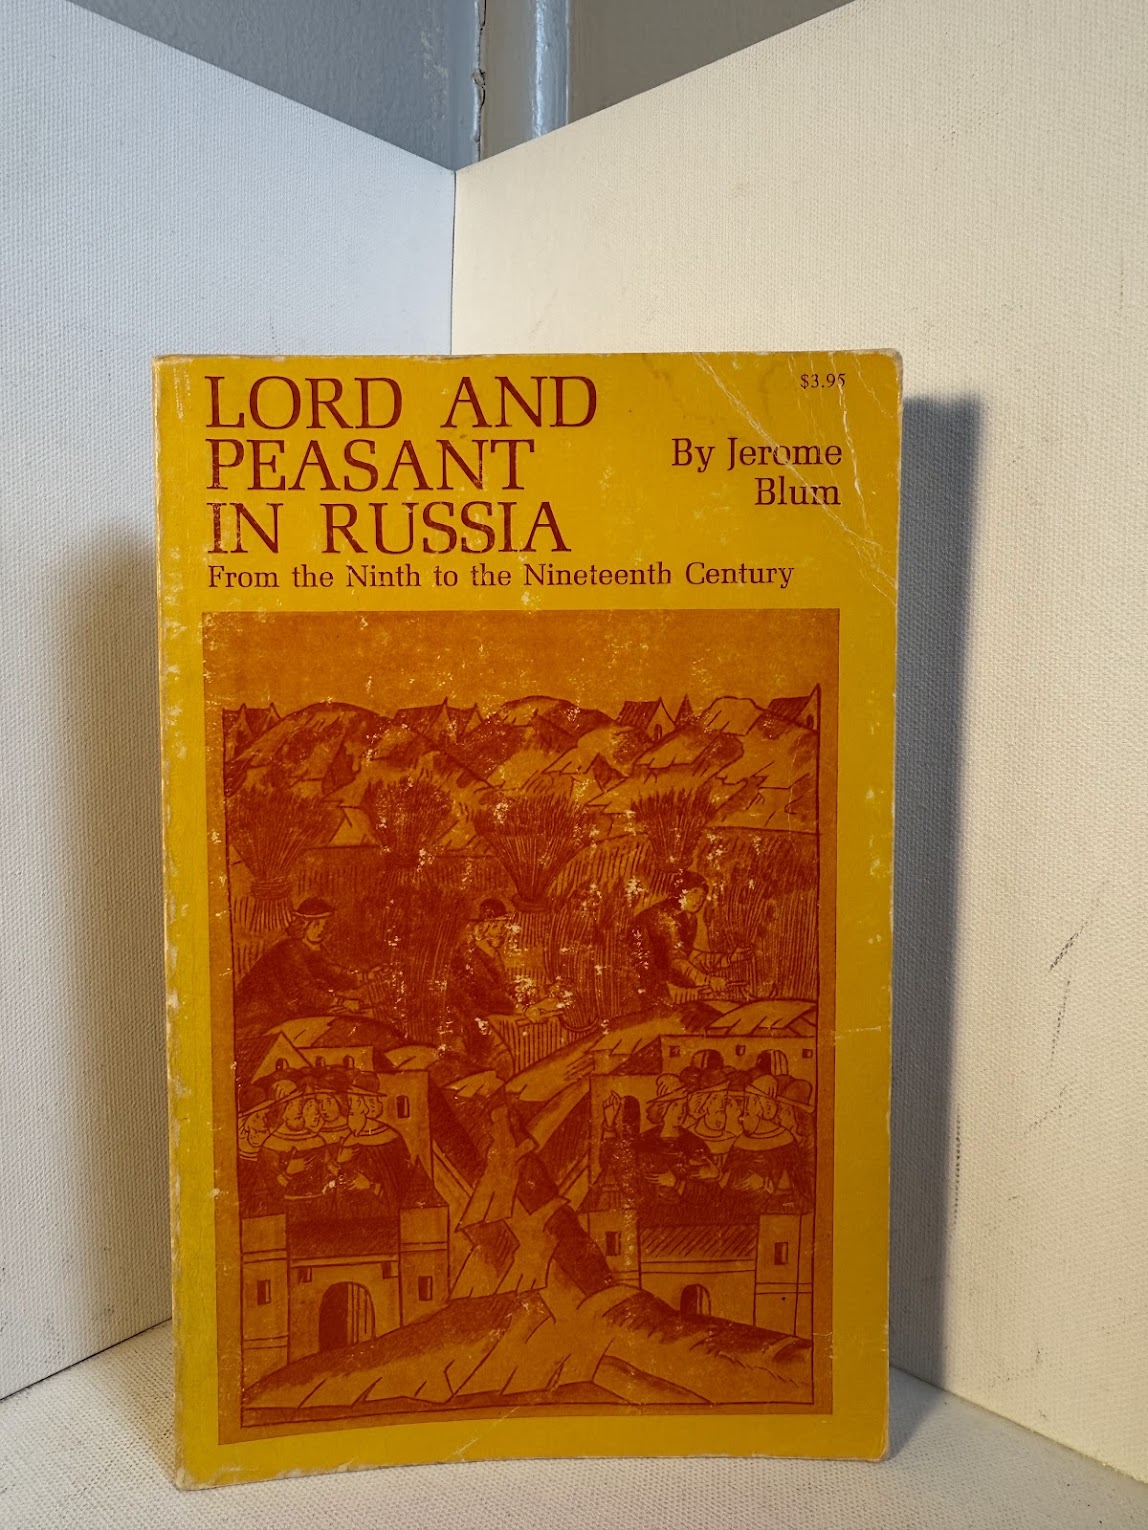 LORD AND
PEASANT
IN RUSSIA
From the Ninth to the Nineteenth Century
$3.95
By Jerome
Blum